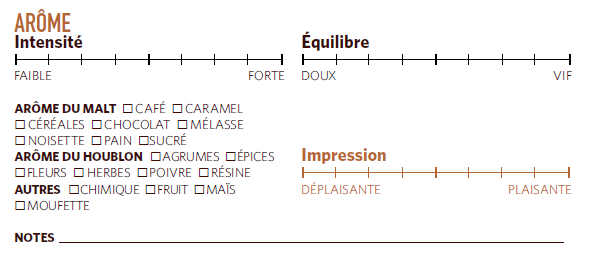 ARÔME
Intensité
FAIBLE FORTE
Équilibre
DOUX VIF
ARÔME DU MALT ☐ CAFÉ ☐ CARAMEL
☐ CÉRÉALES ☐ CHOCOLAT ☐ MÉLASSE
☐ NOISETTE ☐ PAIN ☐SUCRÉ
ARÔME DU HOUBLON ☐AGRUMES ☐ÉPICES
☐FLEURS ☐ HERBES ☐POIVRE ☐RÉSINE
AUTRES ☐CHIMIQUE ☐FRUIT ☐MAÏS
☐MOUFETTE
Impression
DÉPLAISANTE PLAISANTE
NOTES